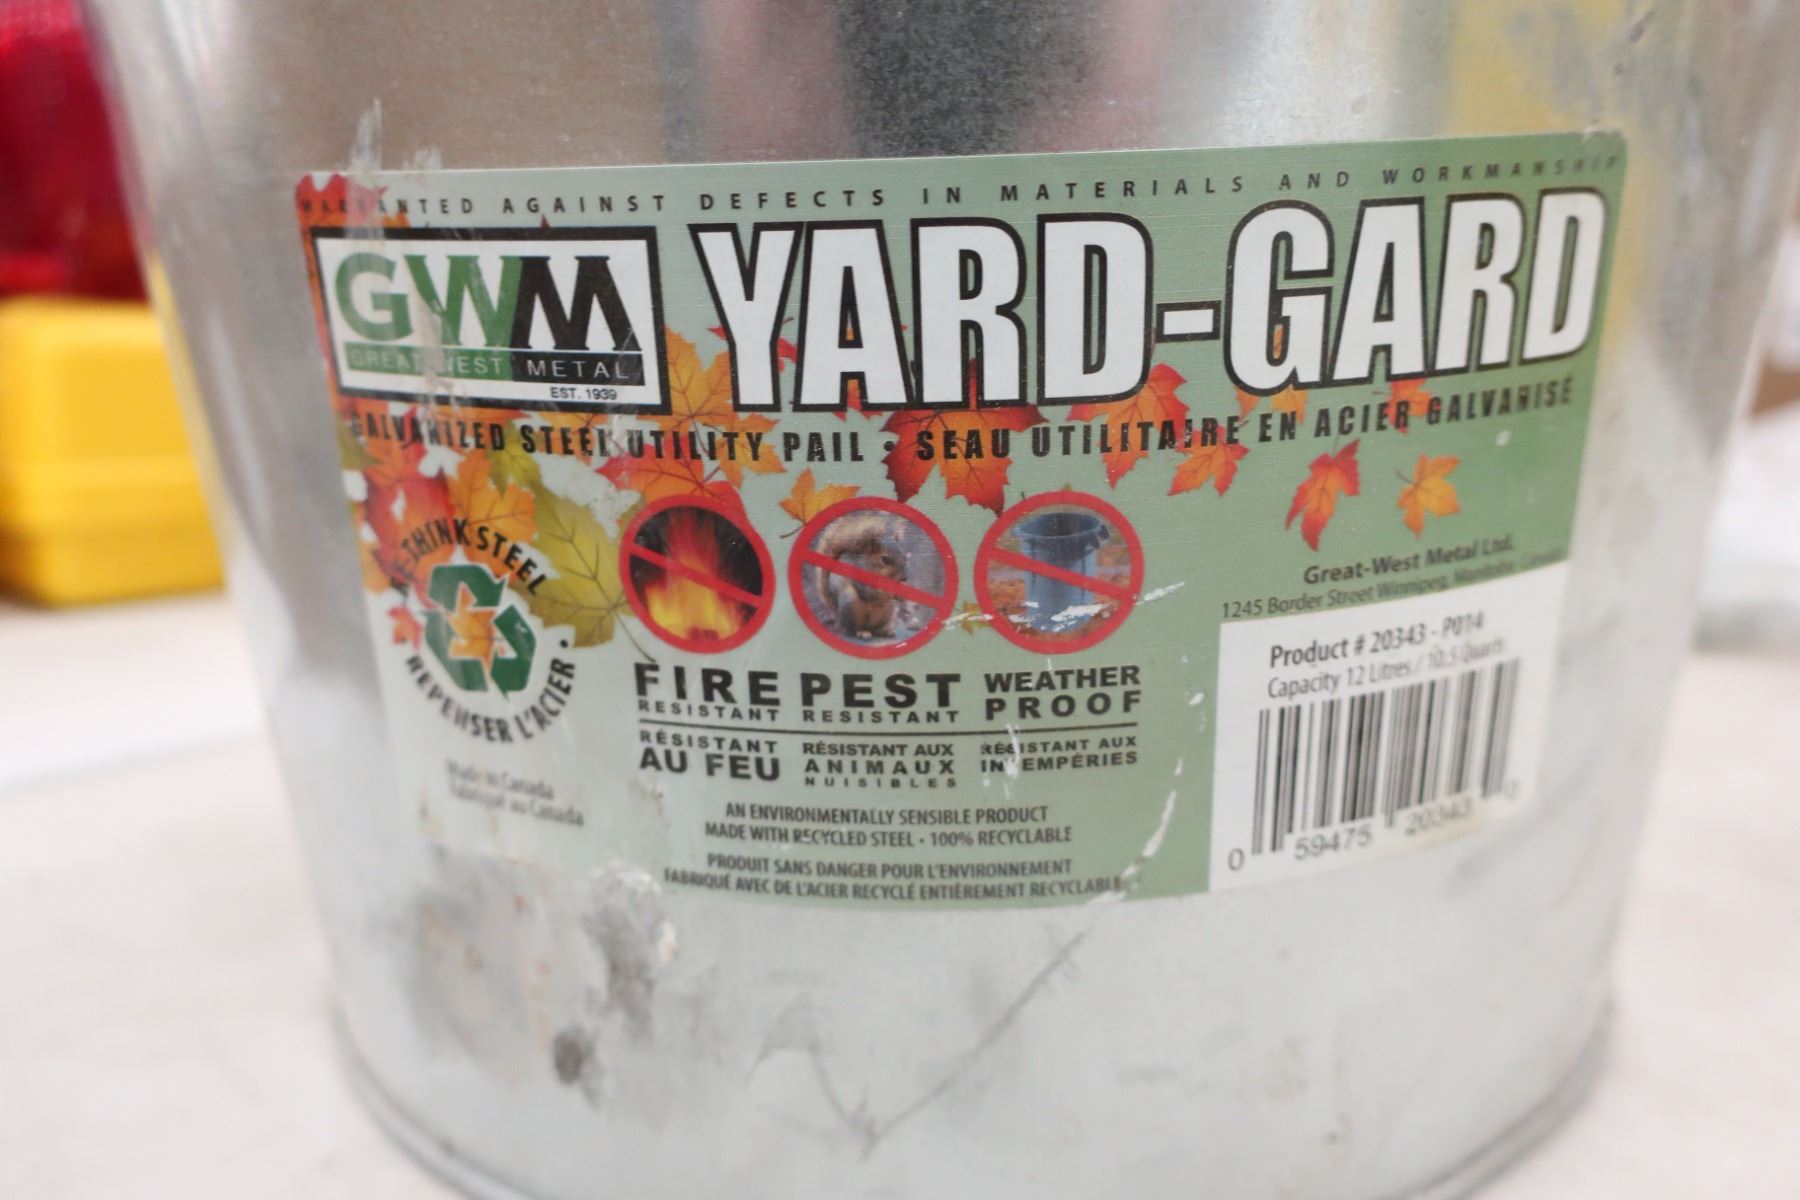 WARRANTED AGAINST DEFECTS IN MATERIALS AND WORKMANSHIP
GWM
GREAT-WEST METAL
EST. 1939
YARD-GARD
GALVANIZED STEEL UTILITY PAIL • SEAU UTILITAIRE EN ACIER GALVANISÉ
RE-THINK STEEL
REPENSER L'ACIER •
Made in Canada
Fabriqué au Canada
FIRE
RESISTANT
RÉSISTANT
AU FEU
PEST
RESISTANT
RÉSISTANT AUX
ANIMAUX
NUISIBLES
WEATHER
PROOF
RÉSISTANT AUX
INTEMPÉRIES
AN ENVIRONMENTALLY SENSIBLE PRODUCT
MADE WITH RECYCLED STEEL • 100% RECYCLABLE
PRODUIT SANS DANGER POUR L'ENVIRONNEMENT
FABRIQUÉ AVEC DE L'ACIER RECYCLÉ ENTIÈREMENT RECYCLABLE
Great-West Metal Ltd.
1245 Border Street Winnipeg, Manitoba Canada
Product # 20343 - P014
Capacity 12 Litres / 10.5 Quarts
0 59475 20343 0